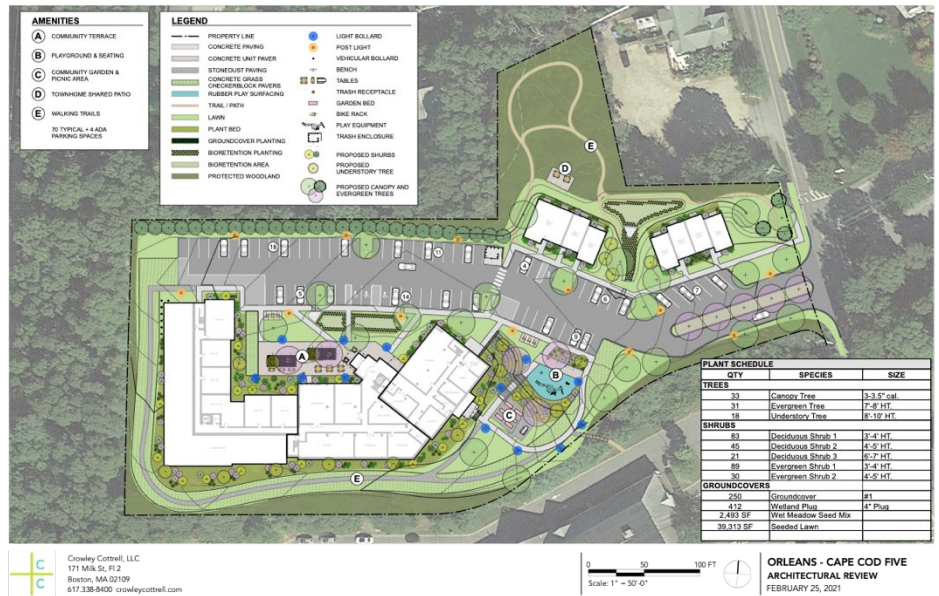 AMENITIES
A COMMUNITY TERRACE
B PLAYGROUND & SEATING
C COMMUNITY GARDEN &
PICNIC AREA
D TOWNHOME SHARED PATIO
E WALKING TRAILS
70 TYPICAL + 4 ADA
PARKING SPACES
LEGEND
PROPERTY LINE
CONCRETE PAVING
CONCRETE UNIT PAVER
STONEDUST PAVING
CONCRETE GRASS
CHECKERBLOCK PAVERS
RUBBER PLAY SURFACING
TRAIL / PATH
LAWN
PLANT BED
GROUNDCOVER PLANTING
BIORETENTION PLANTING
BIORETENTION AREA
PROTECTED WOODLAND
LIGHT BOLLARD
POST LIGHT
VEHICULAR BOLLARD
BENCH
TABLES
TRASH RECEPTACLE
GARDEN BED
BIKE RACK
PLAY EQUIPMENT
TRASH ENCLOSURE
PROPOSED SHURBS
PROPOSED
UNDERSTORY TREE
PROPOSED CANOPY AND
EVERGREEN TREES
E
D
18
11
5
14
6
7
A
B
C
E
PLANT SCHEDULE
QTY SPECIES SIZE
TREES
33 Canopy Tree 3-3.5" cal.
31 Evergreen Tree 7'-8' HT.
18 Understory Tree 8'-10' HT.
SHRUBS
83 Deciduous Shrub 1 3'-4' HT.
45 Deciduous Shrub 2 4'-5' HT.
21 Deciduous Shrub 3 6'-7' HT.
89 Evergreen Shrub 1 3'-4' HT.
30 Evergreen Shrub 2 4'-5' HT.
GROUNDCOVERS
250 Groundcover #1
412 Wetland Plug 4" Plug
2,493 SF Wet Meadow Seed Mix
39,313 SF Seeded Lawn
C
C
Crowley Cottrell, LLC
171 Milk St, Fl 2
Boston, MA 02109
617.338-8400 crowleycottrell.com
0 50 100 FT
Scale: 1" = 50'-0"
ORLEANS - CAPE COD FIVE
ARCHITECTURAL REVIEW
FEBRUARY 25, 2021